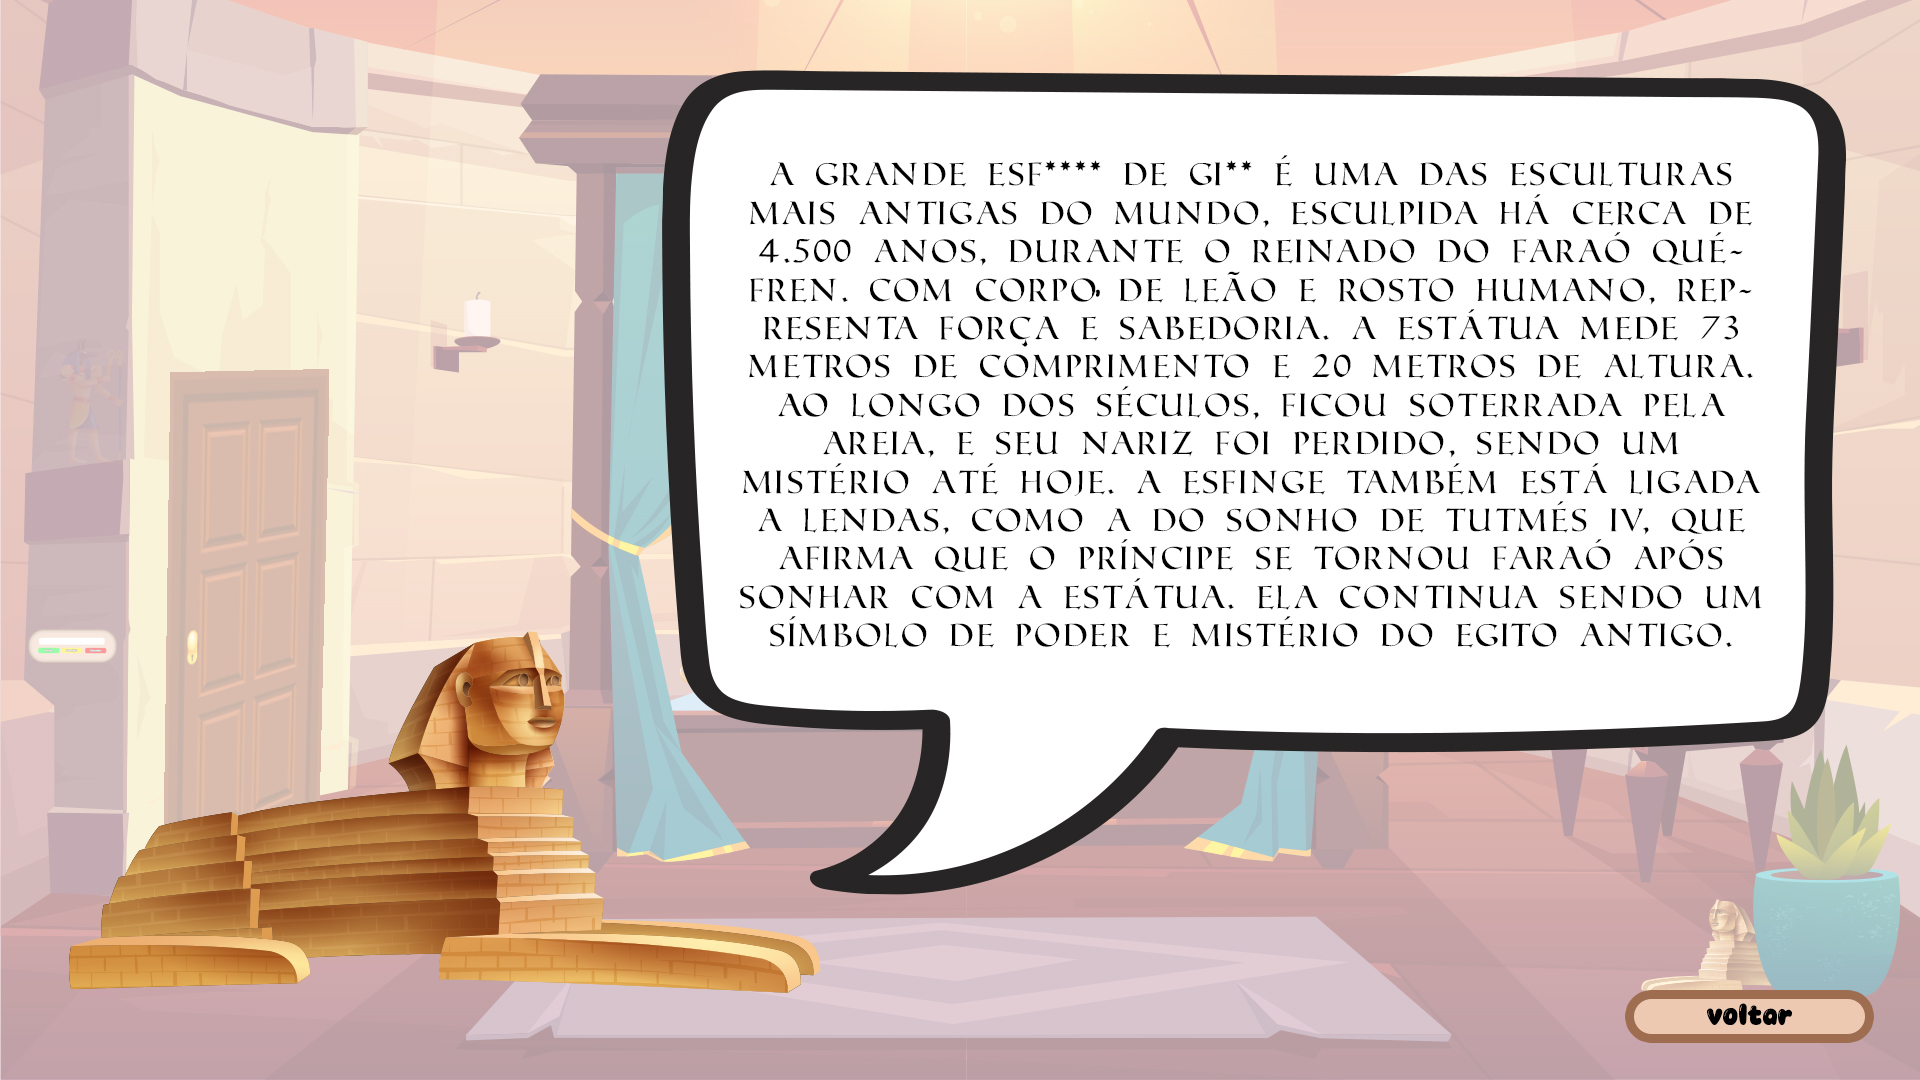 A GRANDE ESF**** DE GI** É UMA DAS ESCULTURAS
MAIS ANTIGAS DO MUNDO, ESCULPIDA HÁ CERCA DE
4.500 ANOS, DURANTE O REINADO DO FARAÓ QUÉ-
FREN. COM CORPO DE LEÃO E ROSTO HUMANO, REP-
RESENTA FORÇA E SABEDORIA. A ESTÁTUA MEDE 73
METROS DE COMPRIMENTO E 20 METROS DE ALTURA.
AO LONGO DOS SÉCULOS, FICOU SOTERRADA PELA
AREIA, E SEU NARIZ FOI PERDIDO, SENDO UM
MISTÉRIO ATÉ HOJE. A ESFINGE TAMBÉM ESTÁ LIGADA
A LENDAS, COMO A DO SONHO DE TUTMÉS IV, QUE
AFIRMA QUE O PRÍNCIPE SE TORNOU FARAÓ APÓS
SONHAR COM A ESTÁTUA. ELA CONTINUA SENDO UM
SÍMBOLO DE PODER E MISTÉRIO DO EGITO ANTIGO.
voltar